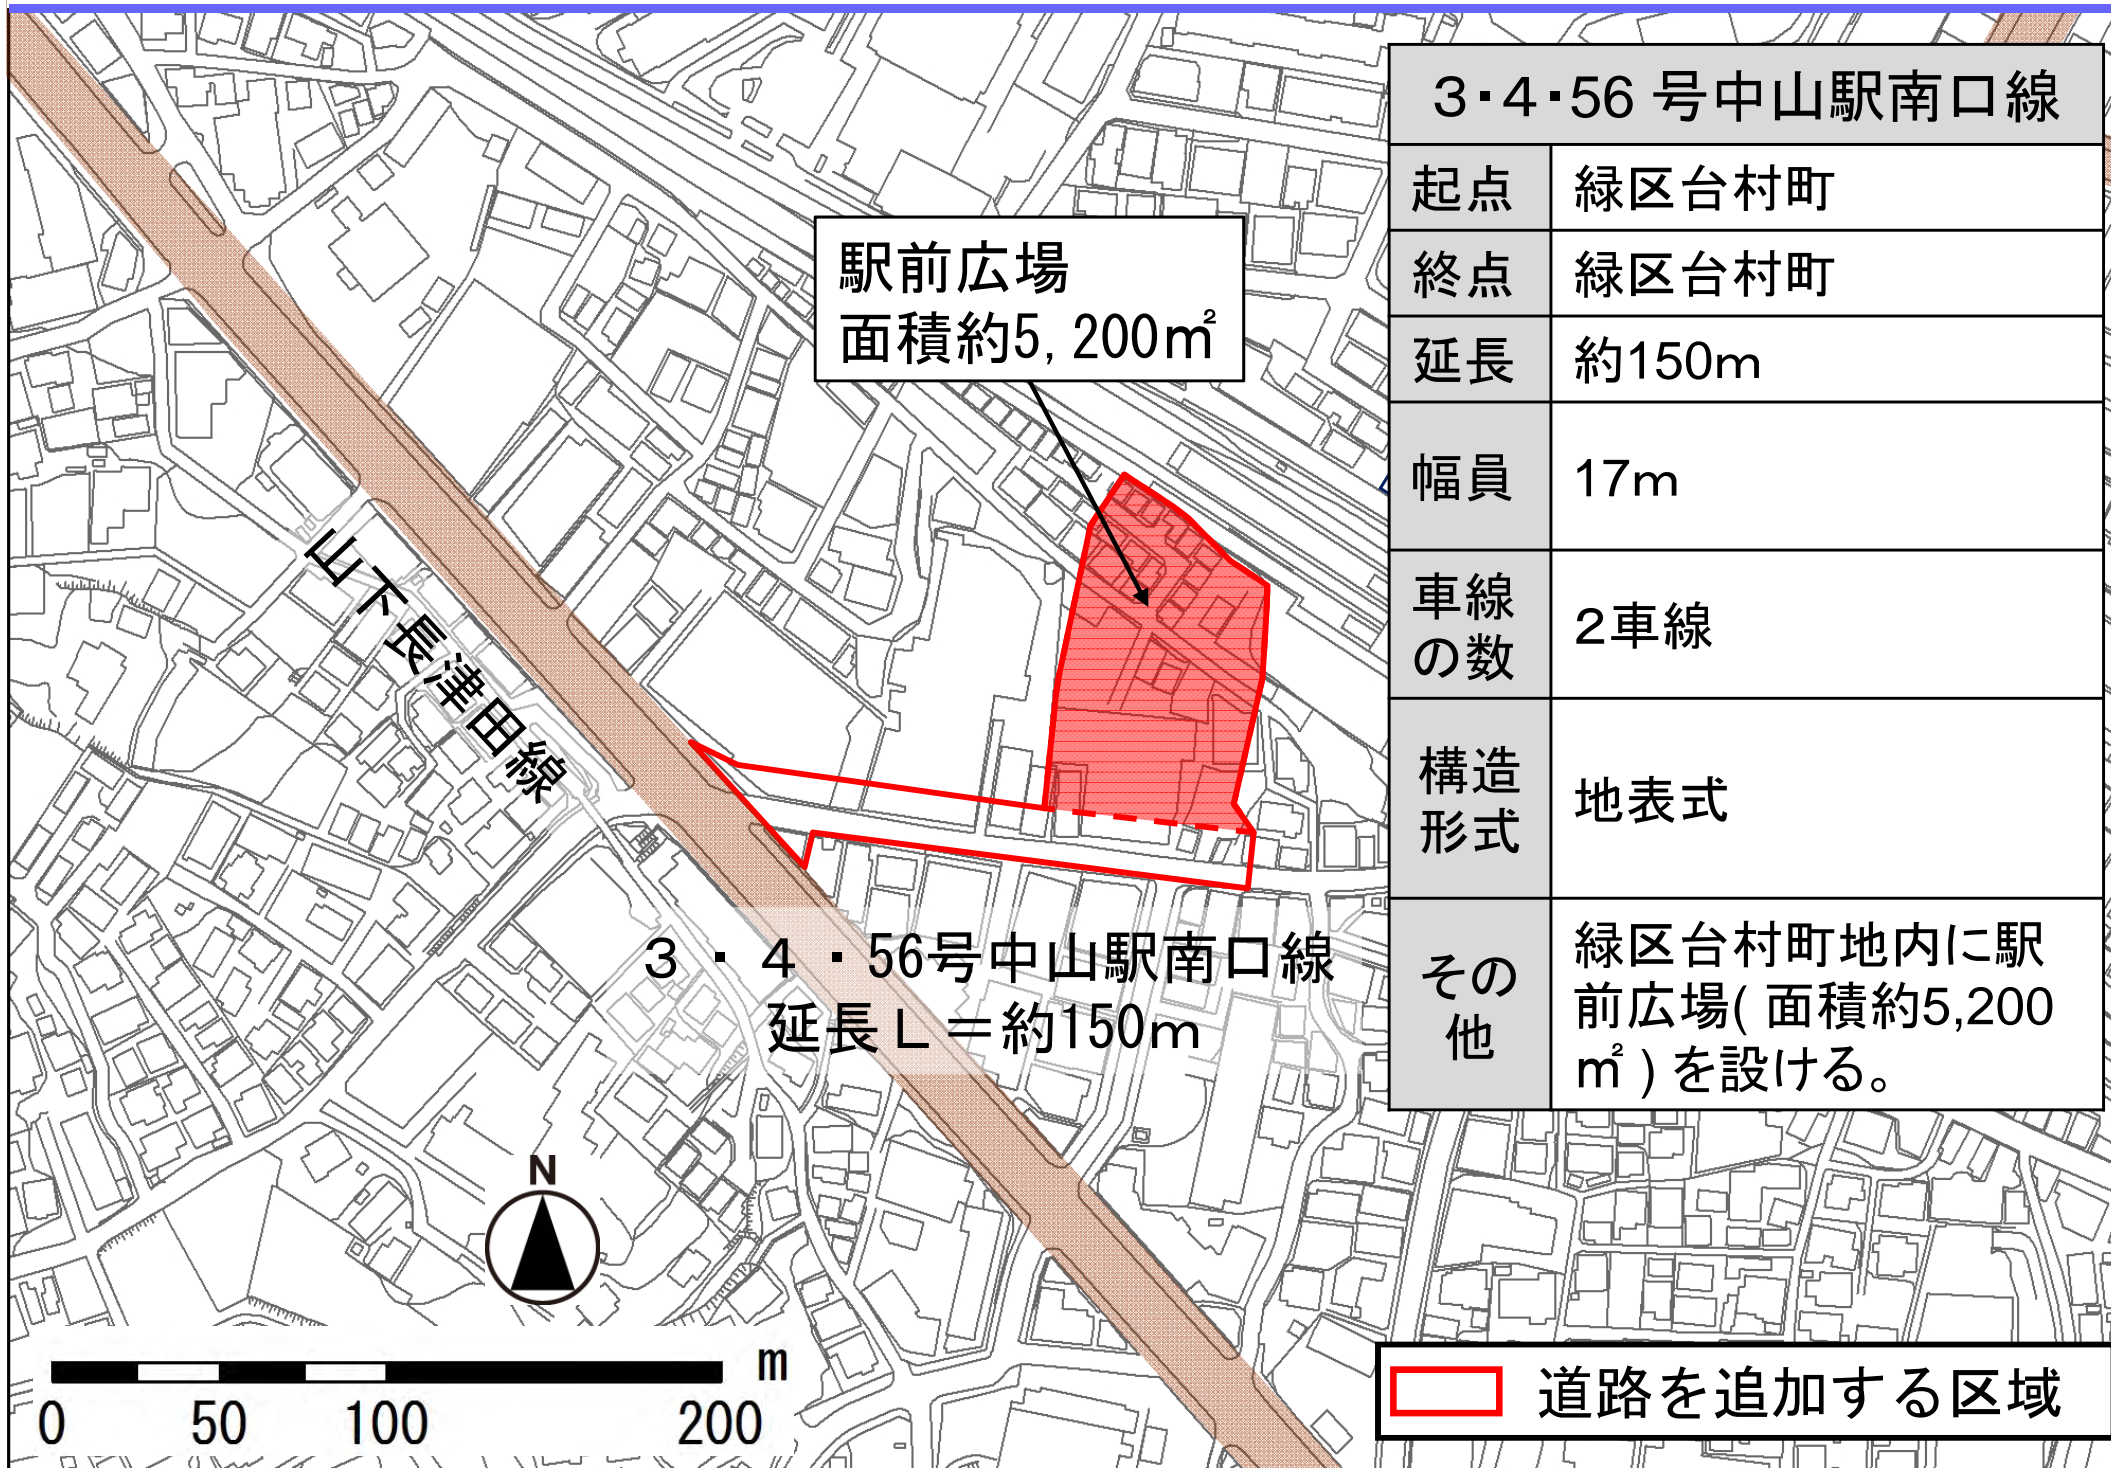 3・4・56 号中山駅南口線
起点 緑区台村町
終点 緑区台村町
延長 約150m
幅員 17m
車線
の数
2車線
構造
形式
地表式
その
他
緑区台村町地内に駅
前広場( 面積約5,200
㎡ ) を設ける。
駅前広場
面積約5,200㎡
山下長津田線
3 ・ 4 ・56号中山駅南口線
延長L=約150m
N
m
0 50 100 200
道路を追加する区域